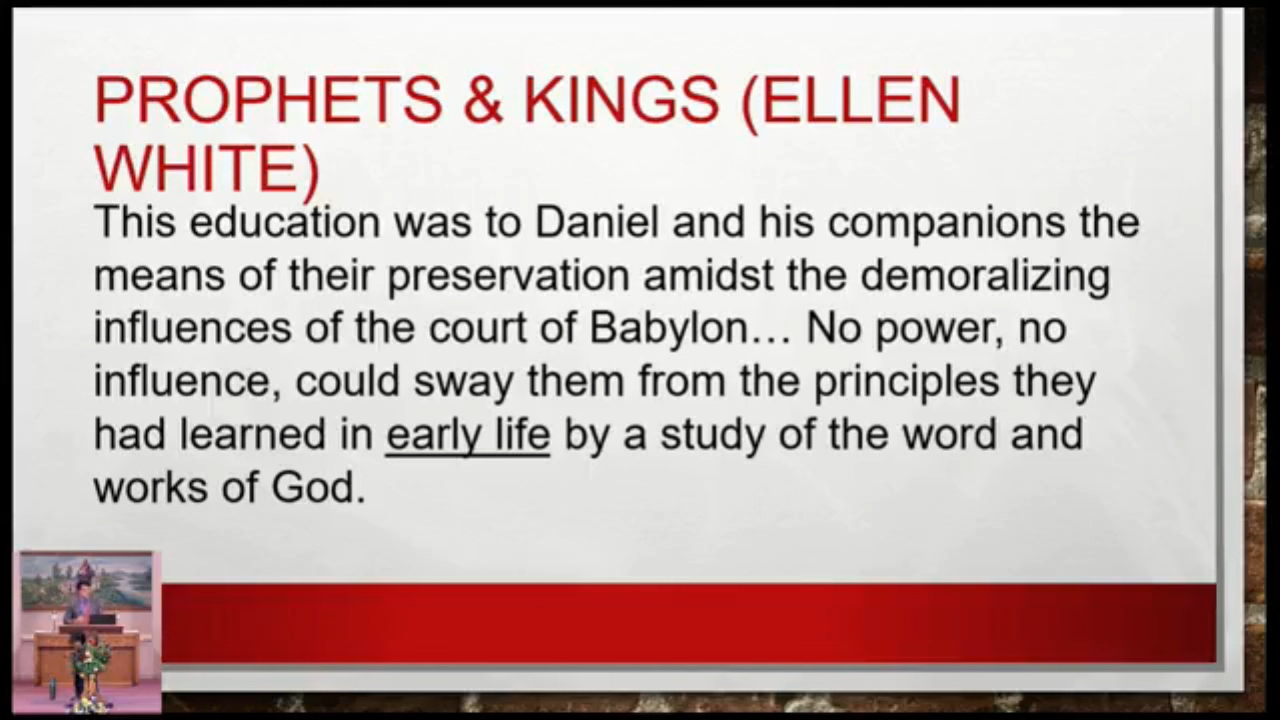 PROPHETS & KINGS (ELLEN
WHITE)
This education was to Daniel and his companions the
means of their preservation amidst the demoralizing
influences of the court of Babylon… No power, no
influence, could sway them from the principles they
had learned in early life by a study of the word and
works of God.